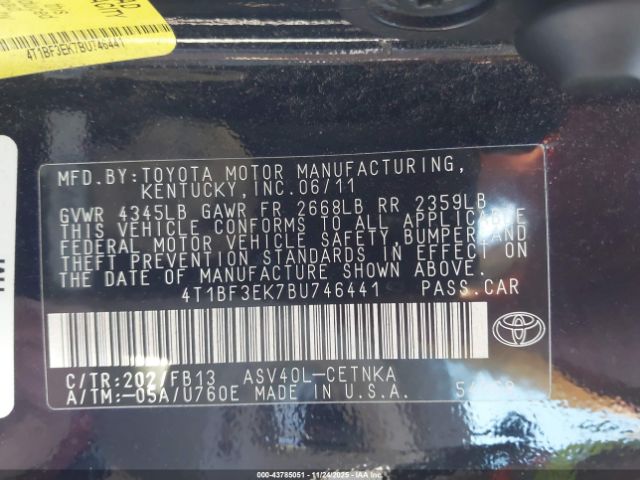 4T1BF3EK7BU746441
MFD.BY:TOYOTA MOTOR MANUFACTURING,
KENTUCKY,INC.06/11
GVWR 4345LB GAWR FR 2668LB RR 2359LB
THIS VEHICLE CONFORMS TO ALL APPLICABLE
FEDERAL MOTOR VEHICLE SAFETY,BUMPER,AND
THEFT PREVENTION STANDARDS IN EFFECT ON
THE DATE OF MANUFACTURE SHOWN ABOVE.
4T1BF3EK7BU746441 PASS.CAR
C/TR:202/FB13 ASV40L-CETNKA
A/TM:-05A/U760E MADE IN U.S.A.
000-43785051 - 11/24/2025 - IAAI.COM